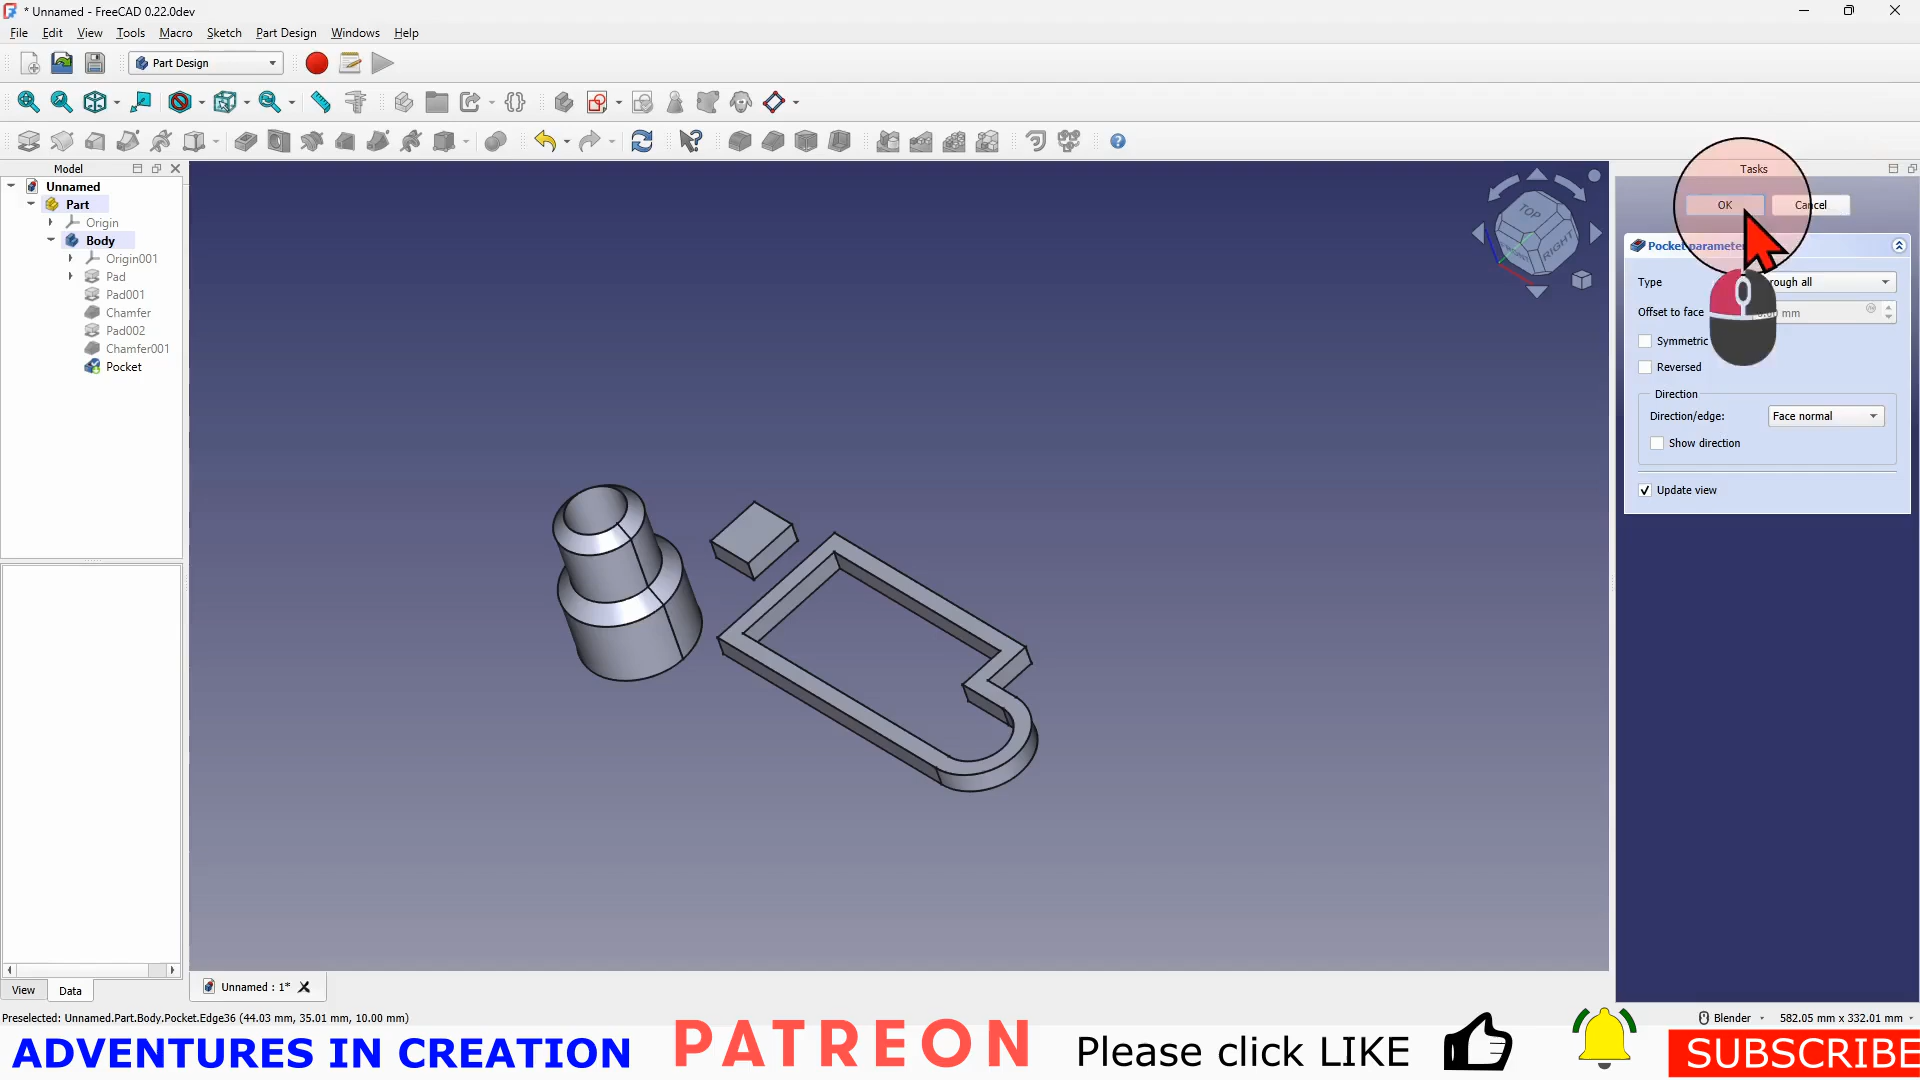 * Unnamed - FreeCAD 0.22.0dev
File Edit View Tools Macro Sketch Part Design Windows Help
Part Design
Model
Unnamed
Part
Origin
Body
Origin001
Pad
Pad001
Chamfer
Pad002
Chamfer001
Pocket
View Data
TOP
RIGHT
Unnamed : 1*
Tasks
OK Cancel
Pocket paramete
Type rough all
Offset to face mm
Symmetric
Reversed
Direction
Direction/edge: Face normal
Show direction
Update view
Preselected: Unnamed.Part.Body.Pocket.Edge36 (44.03 mm, 35.01 mm, 10.00 mm)
Blender 582.05 mm x 332.01 mm
ADVENTURES IN CREATION PATREON Please click LIKE SUBSCRIBE